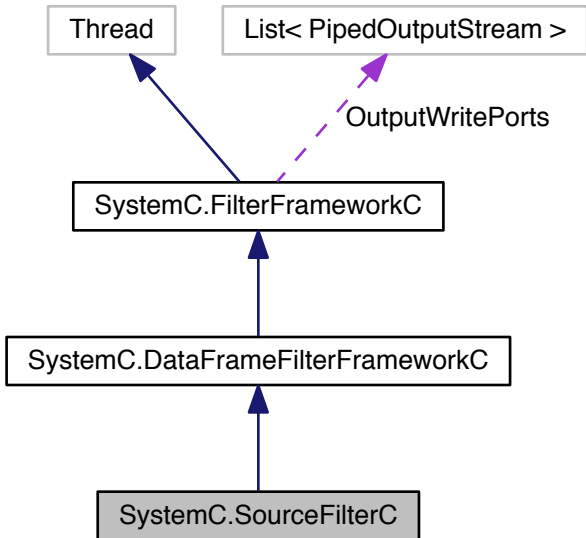 Thread
List< PipedOutputStream >
OutputWritePorts
SystemC.FilterFrameworkC
SystemC.DataFrameFilterFrameworkC
SystemC.SourceFilterC